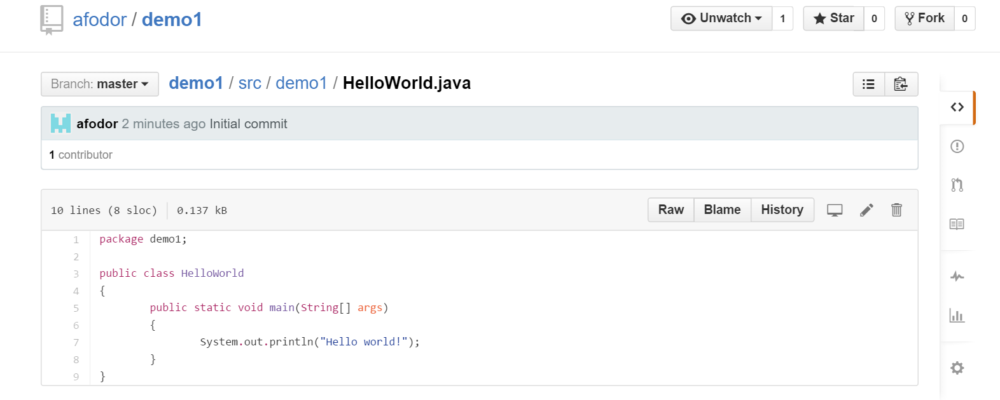 afodor / demo1
Unwatch 1 Star 0 Fork 0
Branch: master demo1 / src / demo1 / HelloWorld.java
afodor 2 minutes ago Initial commit
1 contributor
10 lines (8 sloc) 0.137 kB
Raw Blame History
1 package demo1;
2
3 public class HelloWorld
4 {
5 public static void main(String[] args)
6 {
7 System.out.println("Hello world!");
8 }
9 }